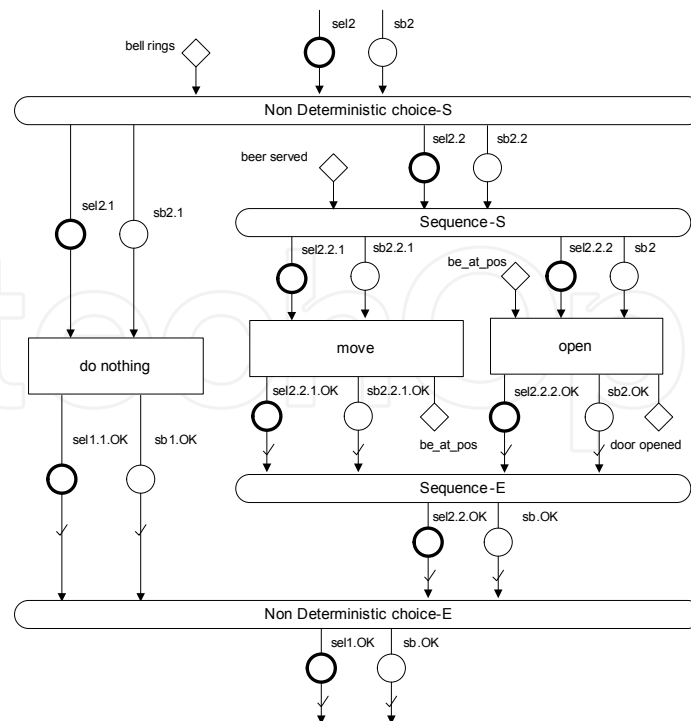 sel2
sb2
bell rings
Non Deterministic choice-S
sel2.2
sb2.2
beer served
sel2.1
sb2.1
Sequence-S
sel2.2.1
sb2.2.1
sel2.2.2
sb2
be_at_pos
do nothing
move
open
sel2.2.1.OK
sb2.2.1.OK
sel2.2.2.OK
sb2.OK
be_at_pos
door opened
sel1.1.OK
sb1.OK
Sequence-E
sel2.2.OK
sb.OK
Non Deterministic choice-E
sel1.OK
sb.OK